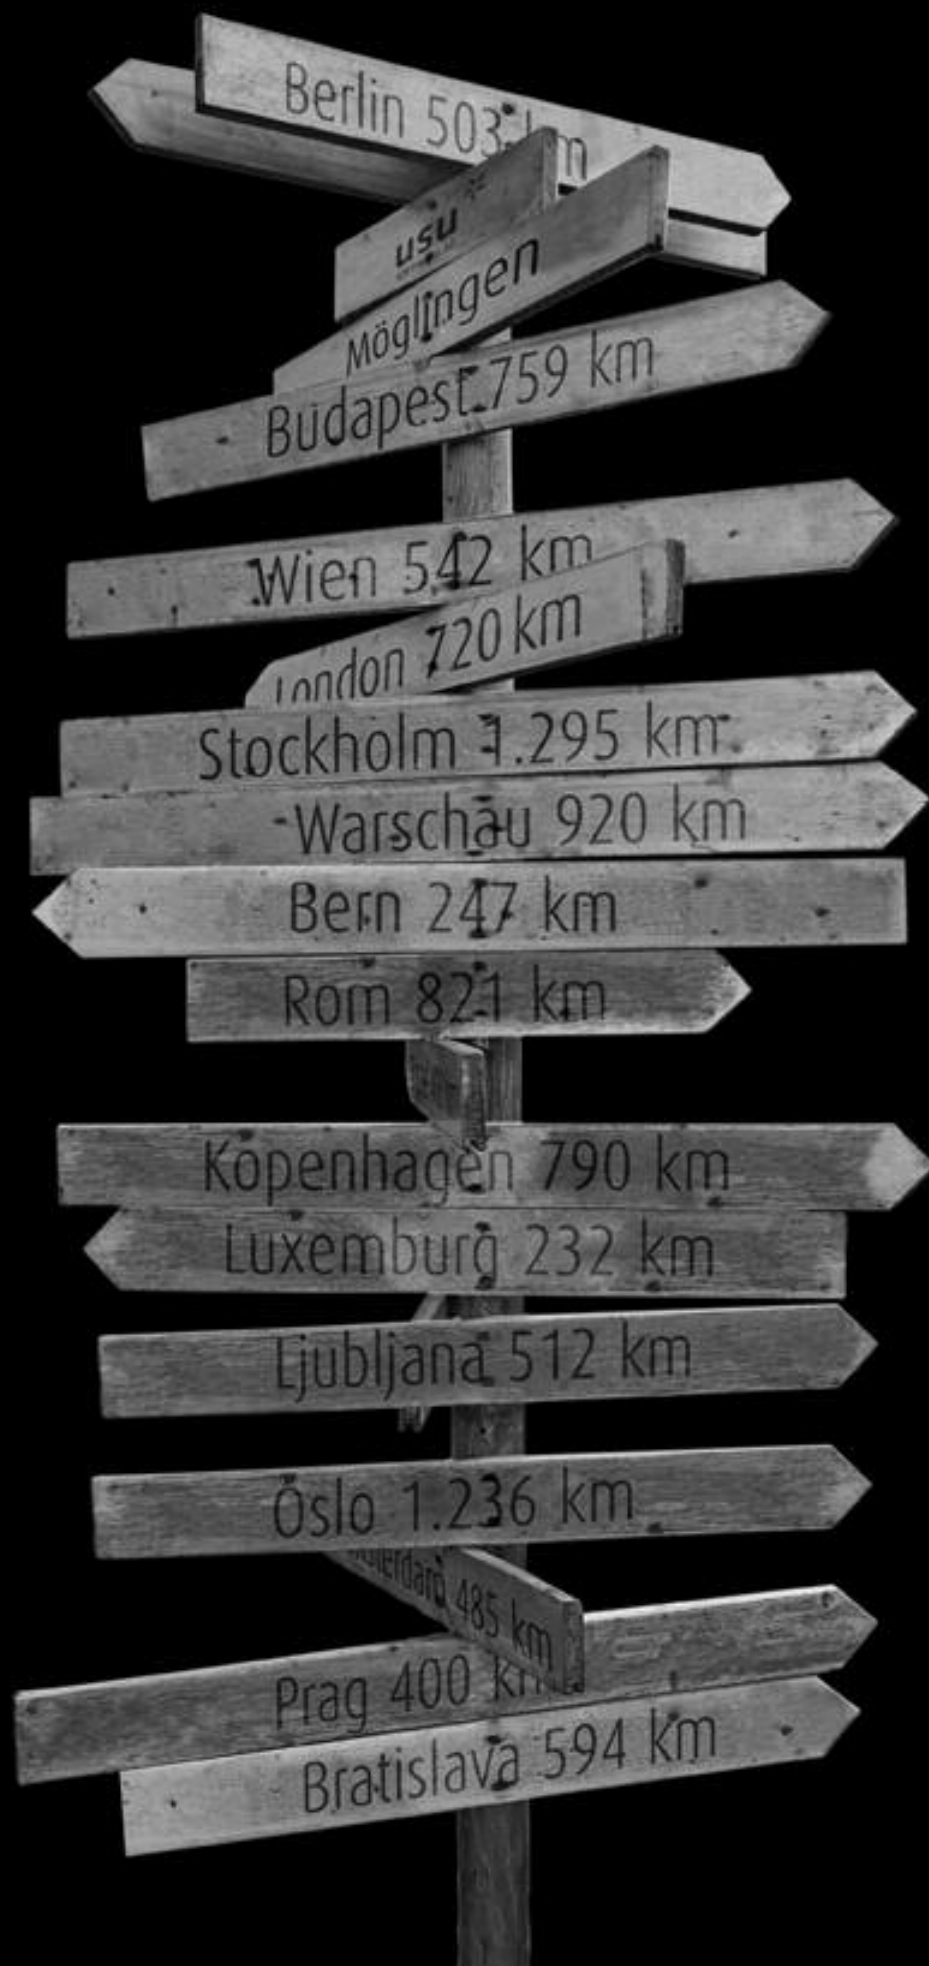 Berlin 503 km
usu
Möglingen
Budapest 759 km
Wien 542 km
London 720 km
Stockholm 1.295 km
Warschau 920 km
Bern 247 km
Rom 821 km
Kopenhagen 790 km
Luxemburg 232 km
Ljubljana 512 km
Oslo 1.236 km
485 km
Prag 400 km
Bratislava 594 km